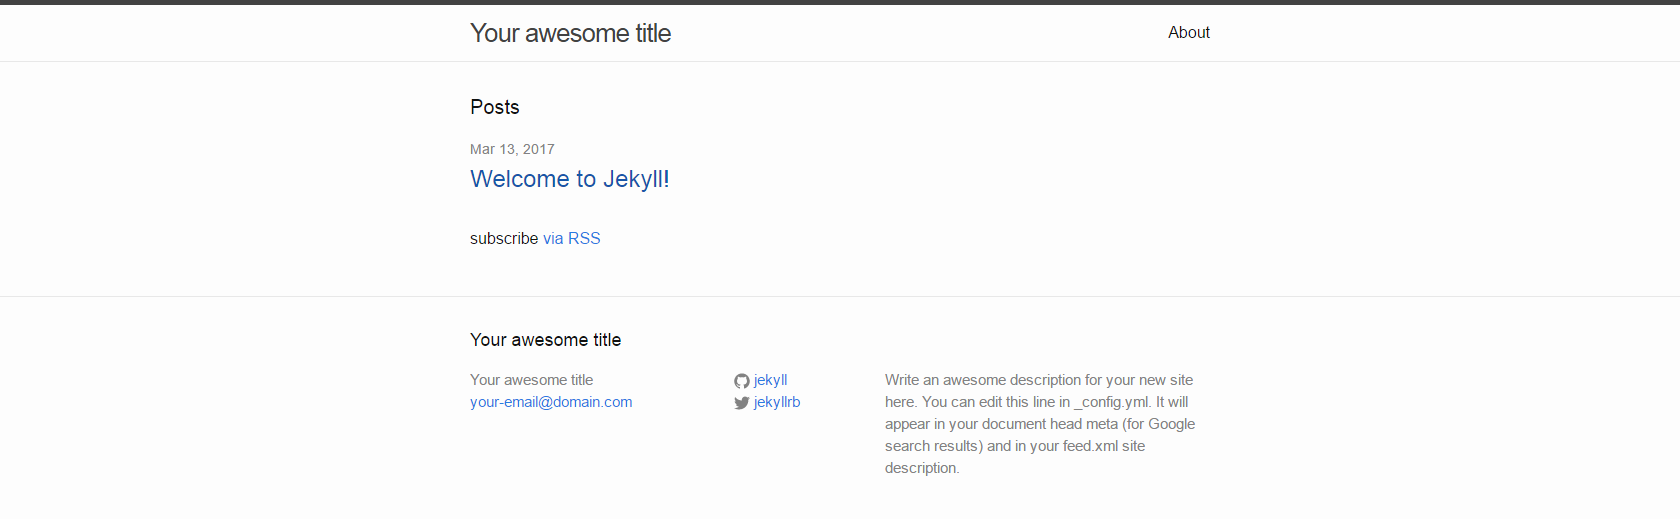 Your awesome title
About
Posts
Mar 13, 2017
Welcome to Jekyll!
subscribe via RSS
Your awesome title
Your awesome title
your-email@domain.com
jekyll
jekyllrb
Write an awesome description for your new site
here. You can edit this line in _config.yml. It will
appear in your document head meta (for Google
search results) and in your feed.xml site
description.